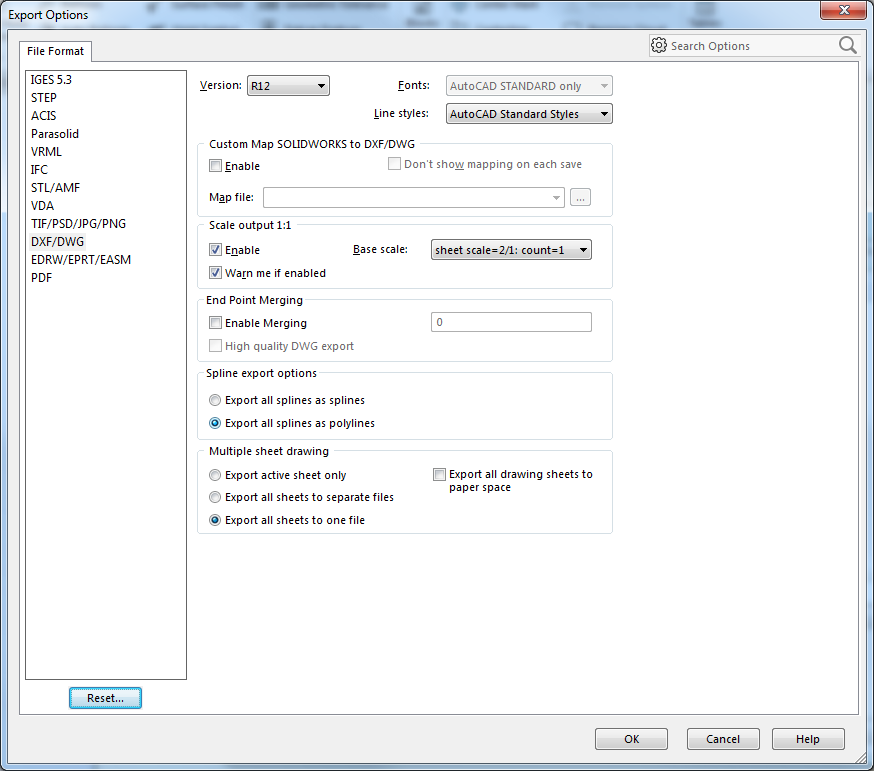 Export Options
File Format
Search Options
IGES 5.3
STEP
ACIS
Parasolid
VRML
IFC
STL/AMF
VDA
TIF/PSD/JPG/PNG
DXF/DWG
EDRW/EPRT/EASM
PDF
Reset...
Version: R12 Fonts: AutoCAD STANDARD only
Line styles: AutoCAD Standard Styles
Custom Map SOLIDWORKS to DXF/DWG
Enable Don't show mapping on each save
Map file: ...
Scale output 1:1
Enable Base scale: sheet scale=2/1: count=1
Warn me if enabled
End Point Merging
Enable Merging 0
High quality DWG export
Spline export options
Export all splines as splines
Export all splines as polylines
Multiple sheet drawing
Export active sheet only Export all drawing sheets to
paper space
Export all sheets to separate files
Export all sheets to one file
OK Cancel Help